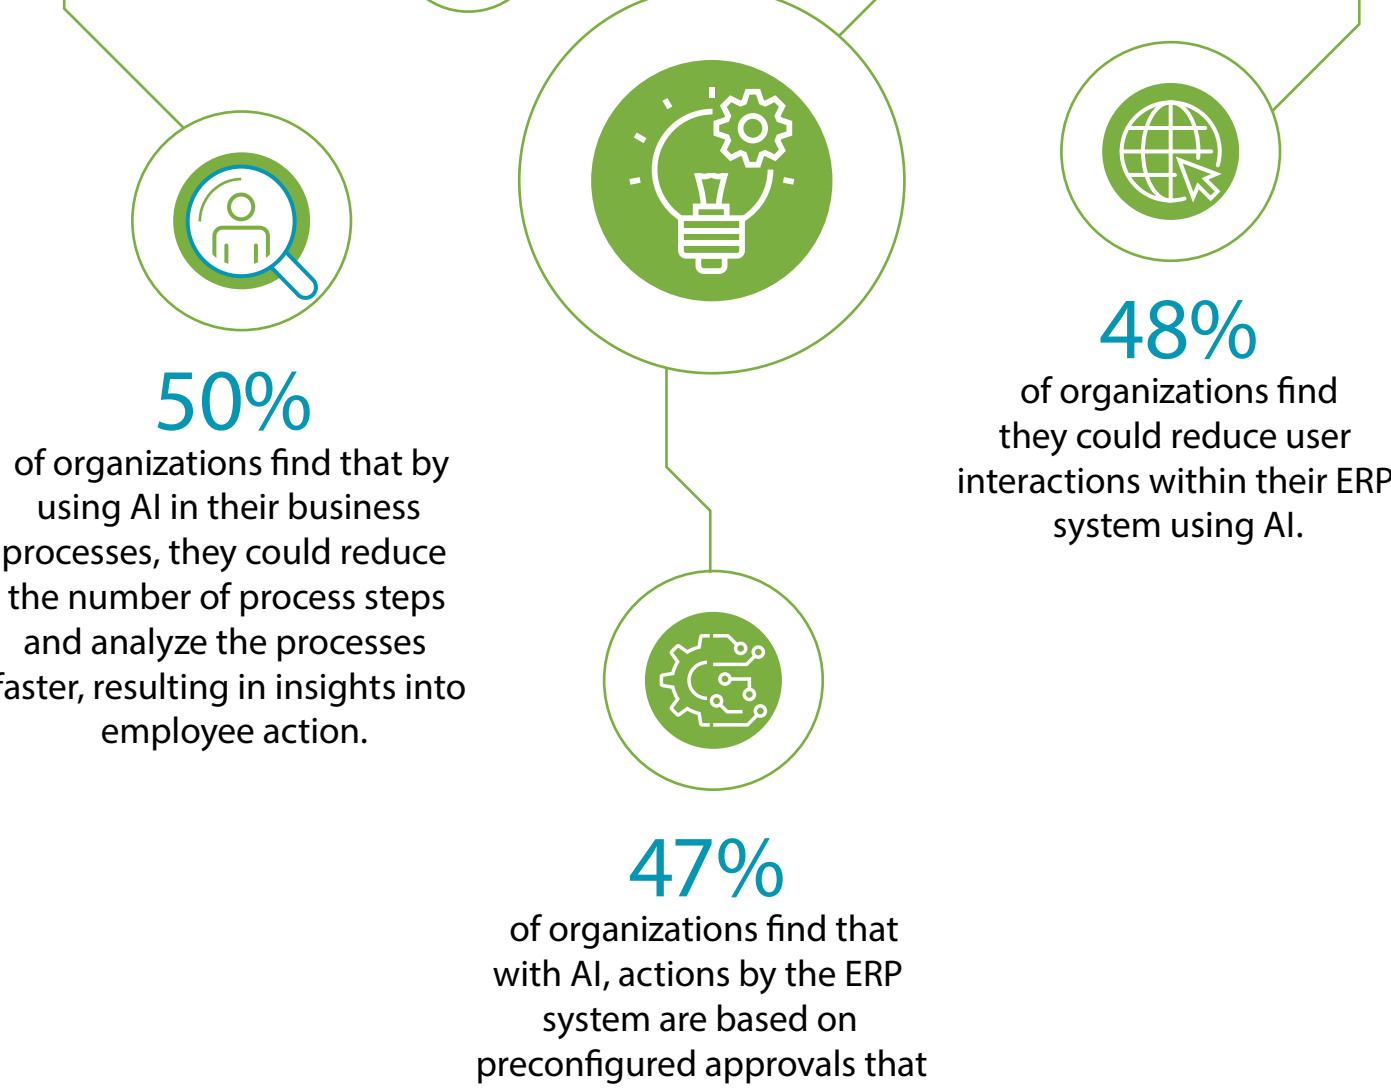 50%
of organizations find that by
using AI in their business
processes, they could reduce
the number of process steps
and analyze the processes
faster, resulting in insights into
employee action.
48%
of organizations find
they could reduce user
interactions within their ERP
system using AI.
47%
of organizations find that
with AI, actions by the ERP
system are based on
preconfigured approvals that